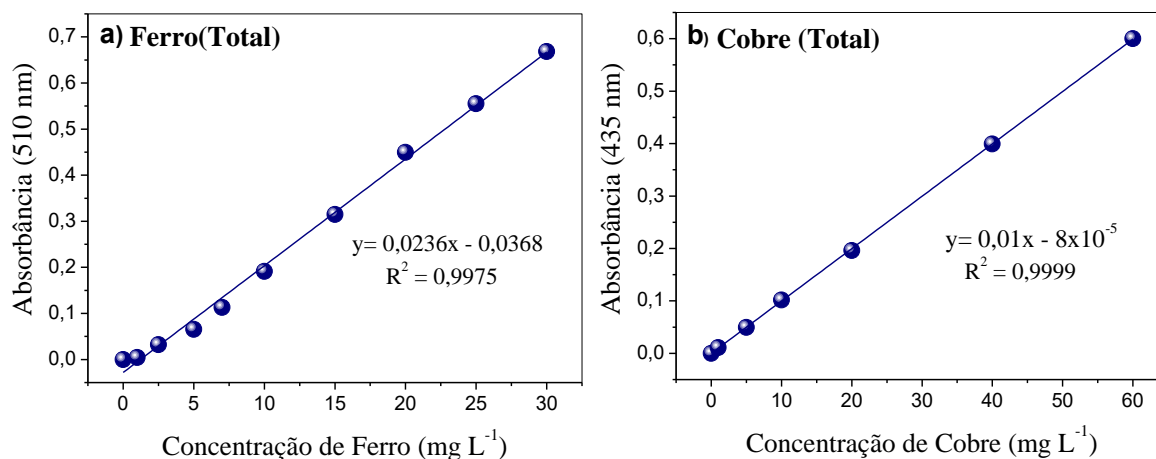 a) Ferro(Total)
Absorbância (510 nm)
0,7
0,6
0,5
0,4
0,3
0,2
0,1
0,0
y= 0,0236x - 0,0368
R² = 0,9975
0 5 10 15 20 25 30
Concentração de Ferro (mg L⁻¹)
b) Cobre (Total)
Absorbância (435 nm)
0,6
0,5
0,4
0,3
0,2
0,1
0,0
y= 0,01x - 8x10⁻⁵
R² = 0,9999
0 10 20 30 40 50 60
Concentração de Cobre (mg L⁻¹)